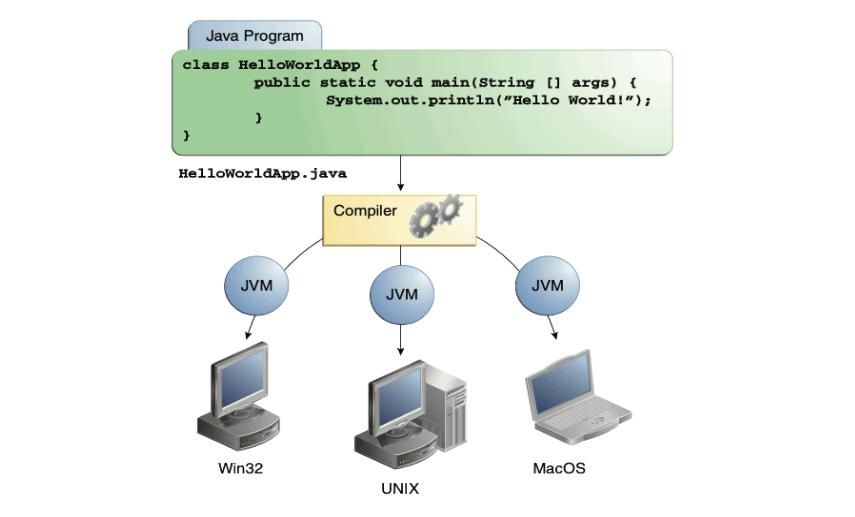 Java Program
class HelloWorldApp {
public static void main(String [] args) {
System.out.println(”Hello World!”);
}
}
HelloWorldApp.java
Compiler
JVM
JVM
JVM
Win32
UNIX
MacOS